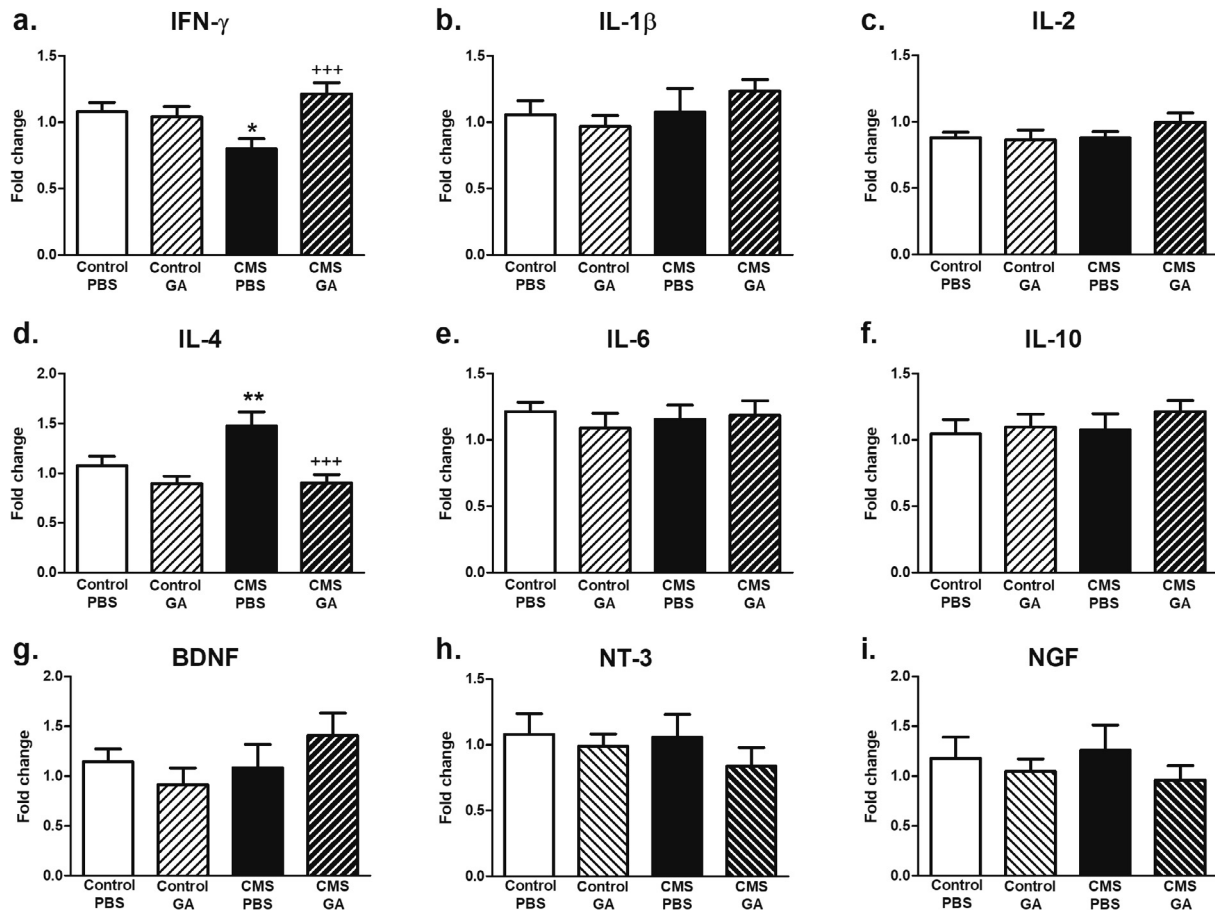 a.
IFN-γ
Fold change
1.5
1.0
0.5
0.0
*
+++
Control PBS
Control GA
CMS PBS
CMS GA
b.
IL-1β
Fold change
1.5
1.0
0.5
0.0
Control PBS
Control GA
CMS PBS
CMS GA
c.
IL-2
Fold change
1.5
1.0
0.5
0.0
Control PBS
Control GA
CMS PBS
CMS GA
d.
IL-4
Fold change
2.0
1.5
1.0
0.5
0.0
**
+++
Control PBS
Control GA
CMS PBS
CMS GA
e.
IL-6
Fold change
1.5
1.0
0.5
0.0
Control PBS
Control GA
CMS PBS
CMS GA
f.
IL-10
Fold change
1.5
1.0
0.5
0.0
Control PBS
Control GA
CMS PBS
CMS GA
g.
BDNF
Fold change
2.0
1.5
1.0
0.5
0.0
Control PBS
Control GA
CMS PBS
CMS GA
h.
NT-3
Fold change
1.5
1.0
0.5
0.0
Control PBS
Control GA
CMS PBS
CMS GA
i.
NGF
Fold change
2.0
1.5
1.0
0.5
0.0
Control PBS
Control GA
CMS PBS
CMS GA